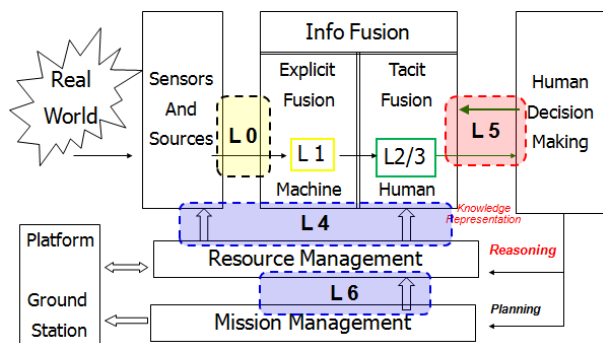 Info Fusion
Real
World
Sensors
And
Sources
Explicit
Fusion
Tacit
Fusion
Human
Decision
Making
L 0
L 1
L2/3
L 5
Machine
Human
Knowledge
Representation
L 4
Platform
Ground
Station
Resource Management
Reasoning
L 6
Planning
Mission Management